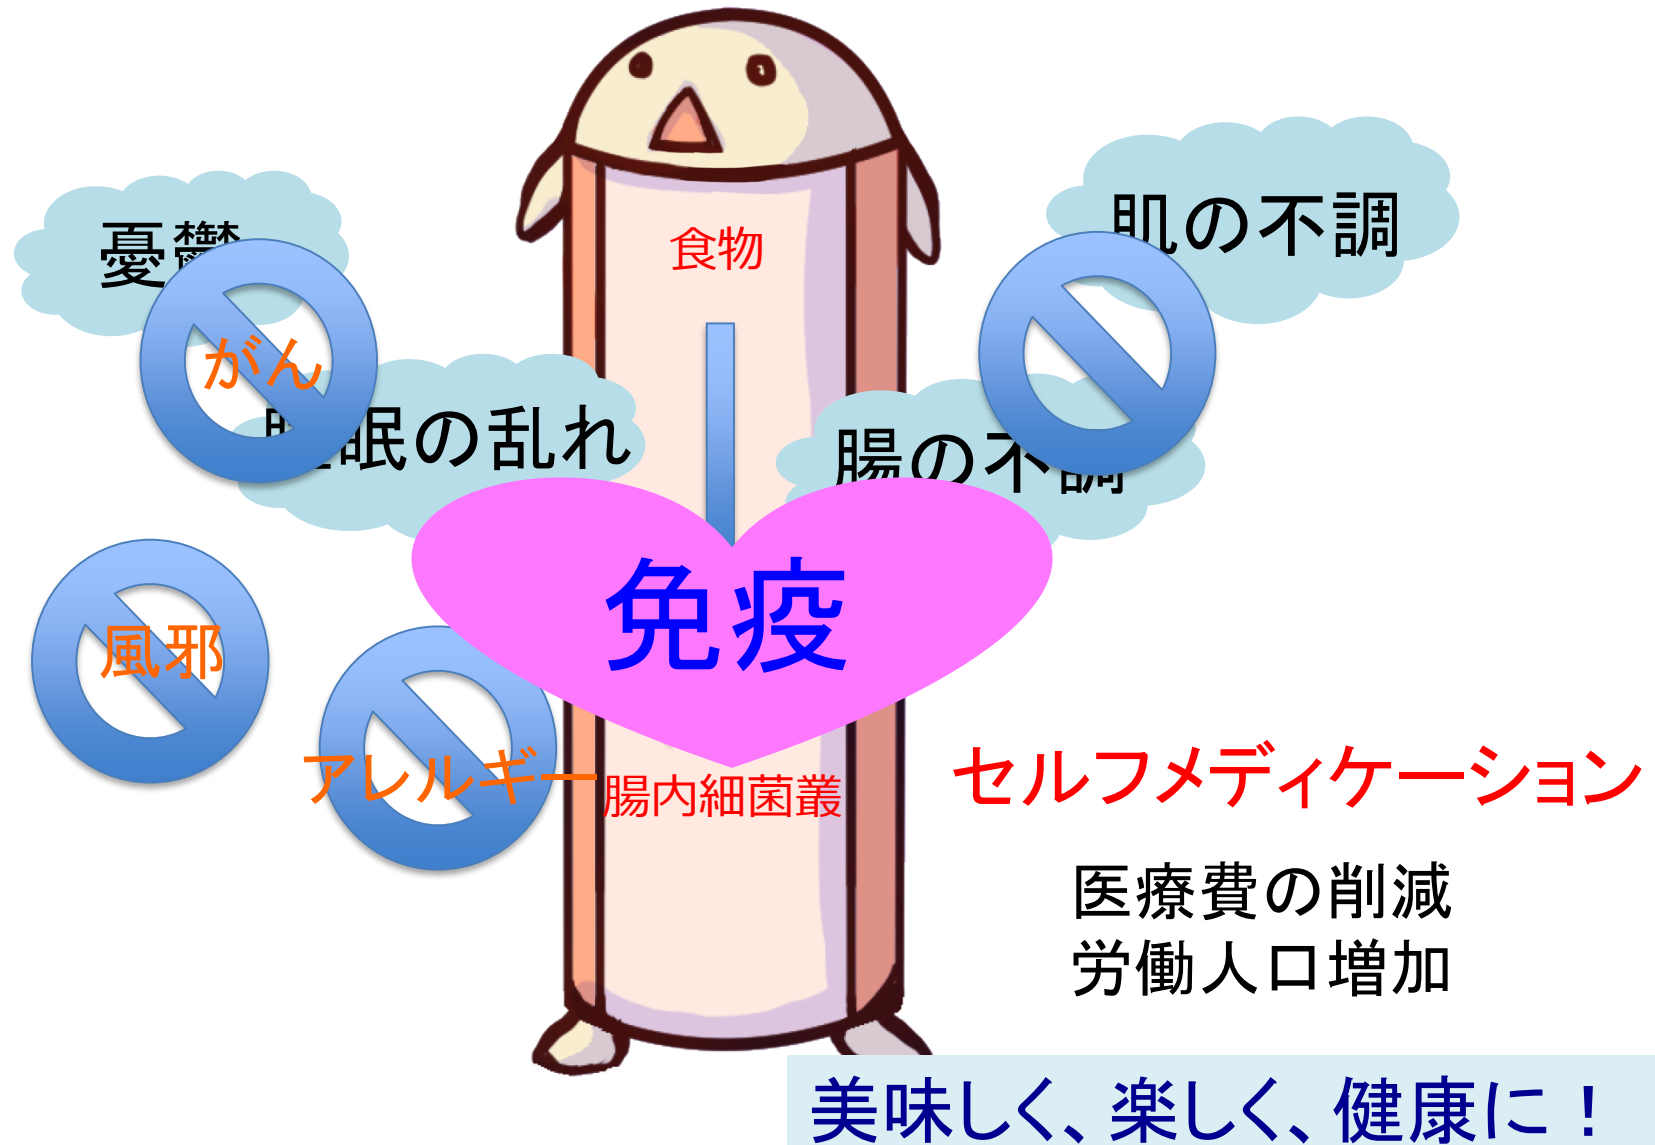 食物
肌の不調
憂鬱
がん
睡眠の乱れ
腸の不調
免疫
風邪
アレルギー
腸内細菌叢
セルフメディケーション
医療費の削減
労働人口増加
美味しく、楽しく、健康に！